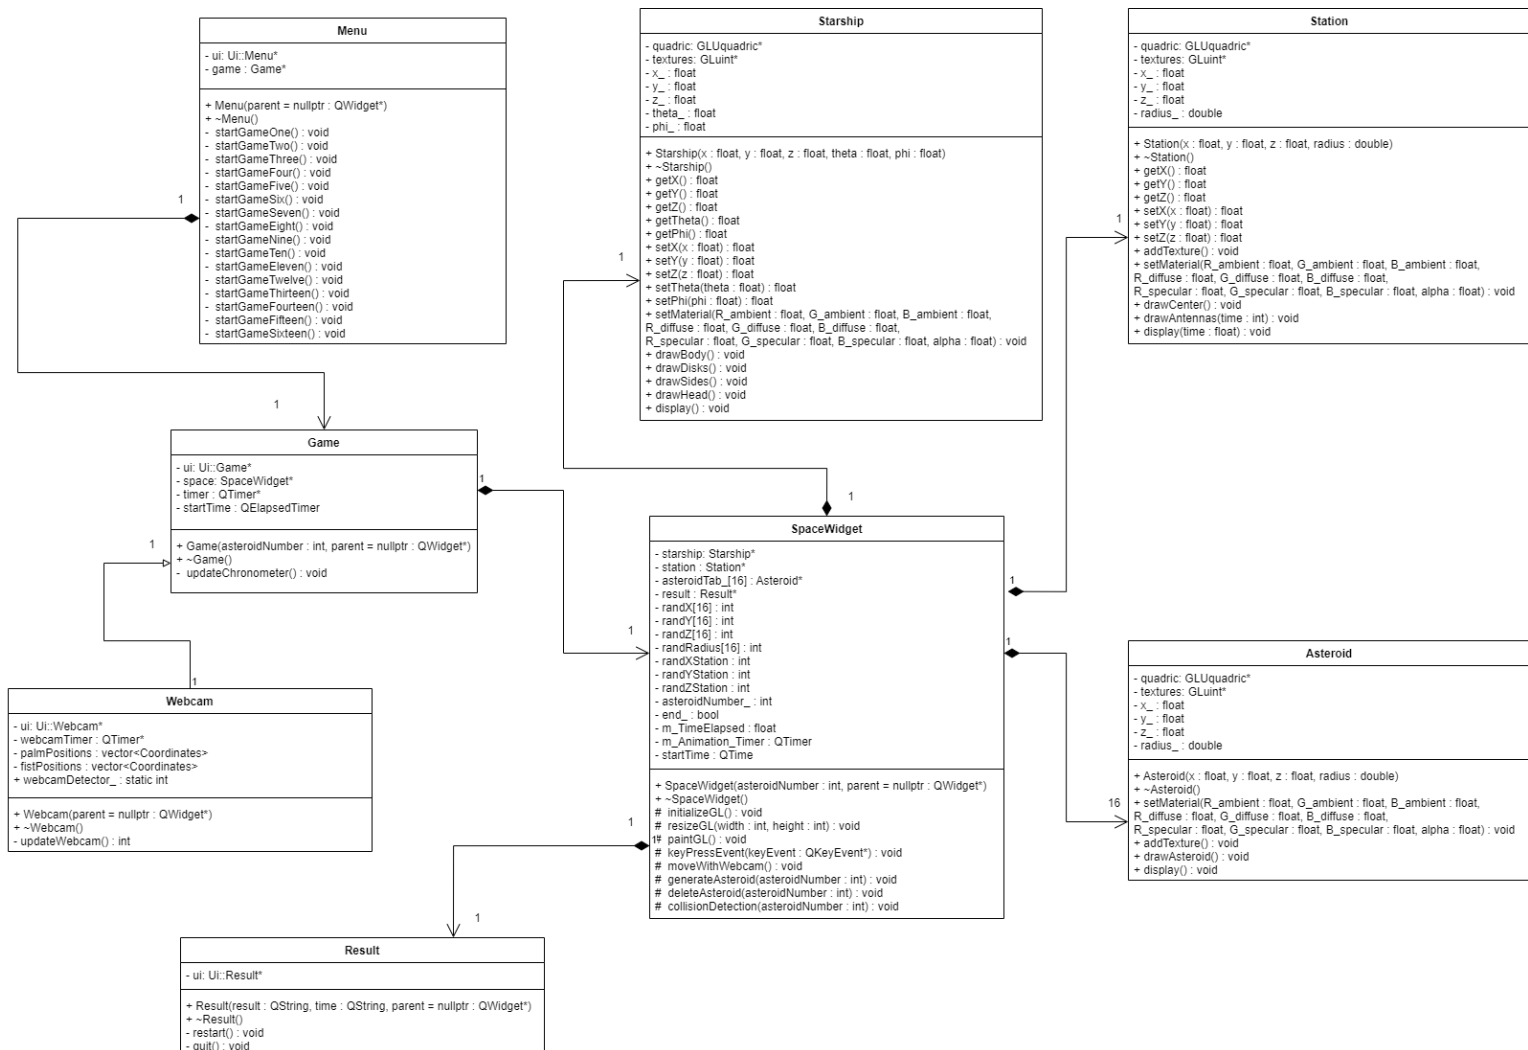 Menu
- ui: Ui::Menu*
- game : Game*
+ Menu(parent = nullptr : QWidget*)
+ ~Menu()
- startGameOne() : void
- startGameTwo() : void
- startGameThree() : void
- startGameFour() : void
- startGameFive() : void
- startGameSix() : void
- startGameSeven() : void
- startGameEight() : void
- startGameNine() : void
- startGameTen() : void
- startGameEleven() : void
- startGameTwelve() : void
- startGameThirteen() : void
- startGameFourteen() : void
- startGameFifteen() : void
- startGameSixteen() : void
1
1
Starship
- quadric: GLUquadric*
- textures: GLuint*
- x_ : float
- y_ : float
- z_ : float
- theta_ : float
- phi_ : float
+ Starship(x : float, y : float, z : float, theta : float, phi : float)
+ ~Starship()
+ getX() : float
+ getY() : float
+ getZ() : float
+ getTheta() : float
+ getPhi() : float
+ setX(x : float) : float
+ setY(y : float) : float
+ setZ(z : float) : float
+ setTheta(theta : float) : float
+ setPhi(phi : float) : float
+ setMaterial(R_ambient : float, G_ambient : float, B_ambient : float,
R_diffuse : float, G_diffuse : float, B_diffuse : float,
R_specular : float, G_specular : float, B_specular : float, alpha : float) : void
+ drawBody() : void
+ drawDisks() : void
+ drawSides() : void
+ drawHead() : void
+ display() : void
1
1
Station
- quadric: GLUquadric*
- textures: GLuint*
- x_ : float
- y_ : float
- z_ : float
- radius_ : double
+ Station(x : float, y : float, z : float, radius : double)
+ ~Station()
+ getX() : float
+ getY() : float
+ getZ() : float
+ setX(x : float) : float
+ setY(y : float) : float
+ setZ(z : float) : float
+ addTexture() : void
+ setMaterial(R_ambient : float, G_ambient : float, B_ambient : float,
R_diffuse : float, G_diffuse : float, B_diffuse : float,
R_specular : float, G_specular : float, B_specular : float, alpha : float) : void
+ drawCenter() : void
+ drawAntennas(time : int) : void
+ display(time : float) : void
1
1
Game
- ui: Ui::Game*
- space: SpaceWidget*
- timer : QTimer*
- startTime : QElapsedTimer
+ Game(asteroidNumber : int, parent = nullptr : QWidget*)
+ ~Game()
- updateChronometer() : void
1
1
1
1
SpaceWidget
- starship: Starship*
- station : Station*
- asteroidTab_[16] : Asteroid*
- result : Result*
- randX[16] : int
- randY[16] : int
- randZ[16] : int
- randRadius[16] : int
- randXStation : int
- randYStation : int
- randZStation : int
- asteroidNumber_ : int
- end_ : bool
- m_TimeElapsed : float
- m_Animation_Timer : QTimer
- startTime : QTime
+ SpaceWidget(asteroidNumber : int, parent = nullptr : QWidget*)
+ ~SpaceWidget()
# initializeGL() : void
# resizeGL(width : int, height : int) : void
# paintGL() : void
# keyPressEvent(keyEvent : QKeyEvent*) : void
# moveWithWebcam() : void
# generateAsteroid(asteroidNumber : int) : void
# deleteAsteroid(asteroidNumber : int) : void
# collisionDetection(asteroidNumber : int) : void
1
1
1
1
16
Asteroid
- quadric: GLUquadric*
- textures: GLuint*
- x_ : float
- y_ : float
- z_ : float
- radius_ : double
+ Asteroid(x : float, y : float, z : float, radius : double)
+ ~Asteroid()
+ setMaterial(R_ambient : float, G_ambient : float, B_ambient : float,
R_diffuse : float, G_diffuse : float, B_diffuse : float,
R_specular : float, G_specular : float, B_specular : float, alpha : float) : void
+ addTexture() : void
+ drawAsteroid() : void
+ display() : void
Webcam
- ui: Ui::Webcam*
- webcamTimer : QTimer*
- palmPositions : vector<Coordinates>
- fistPositions : vector<Coordinates>
+ webcamDetector_ : static int
+ Webcam(parent = nullptr : QWidget*)
+ ~Webcam()
- updateWebcam() : int
1
Result
- ui: Ui::Result*
+ Result(result : QString, time : QString, parent = nullptr : QWidget*)
+ ~Result()
- restart() : void
- quit() : void